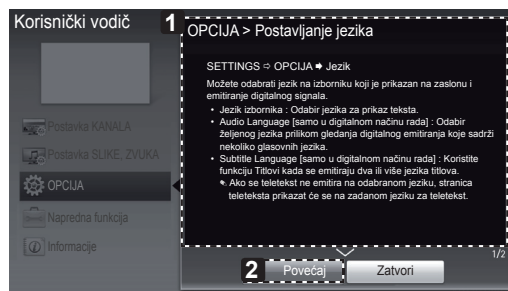 Korisnički vodič
1
OPCIJA > Postavljanje jezika
SETTINGS ⇨ OPCIJA ➡ Jezik
Možete odabrati jezik na izborniku koji je prikazan na zaslonu i
emitiranje digitalnog signala.
• Jezik izbornika : Odabir jezika za prikaz teksta.
• Audio Language [samo u digitalnom načinu rada] : Odabir
željenog jezika prilikom gledanja digitalnog emitiranja koje sadrži
nekoliko glasovnih jezika.
• Subtitle Language [samo u digitalnom načinu rada] : Koristite
funkciju Titlovi kada se emitiraju dva ili više jezika titlova.
Ako se teletekst ne emitira na odabranom jeziku, stranica
teleteksta prikazat će se na zadanom jeziku za teletekst.
Postavka KANALA
Postavka SLIKE, ZVUKA
OPCIJA
Napredna funkcija
Informacije
1/2
2
Povećaj
Zatvori